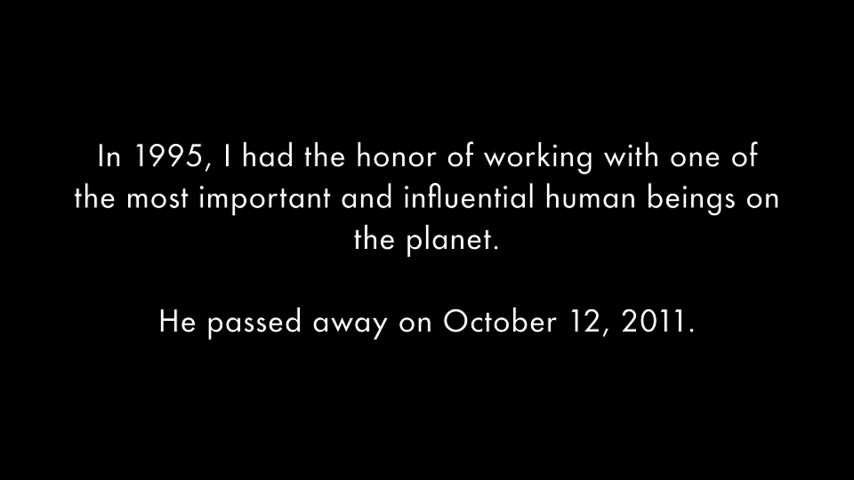 In 1995, I had the honor of working with one of
the most important and influential human beings on
the planet.
He passed away on October 12, 2011.